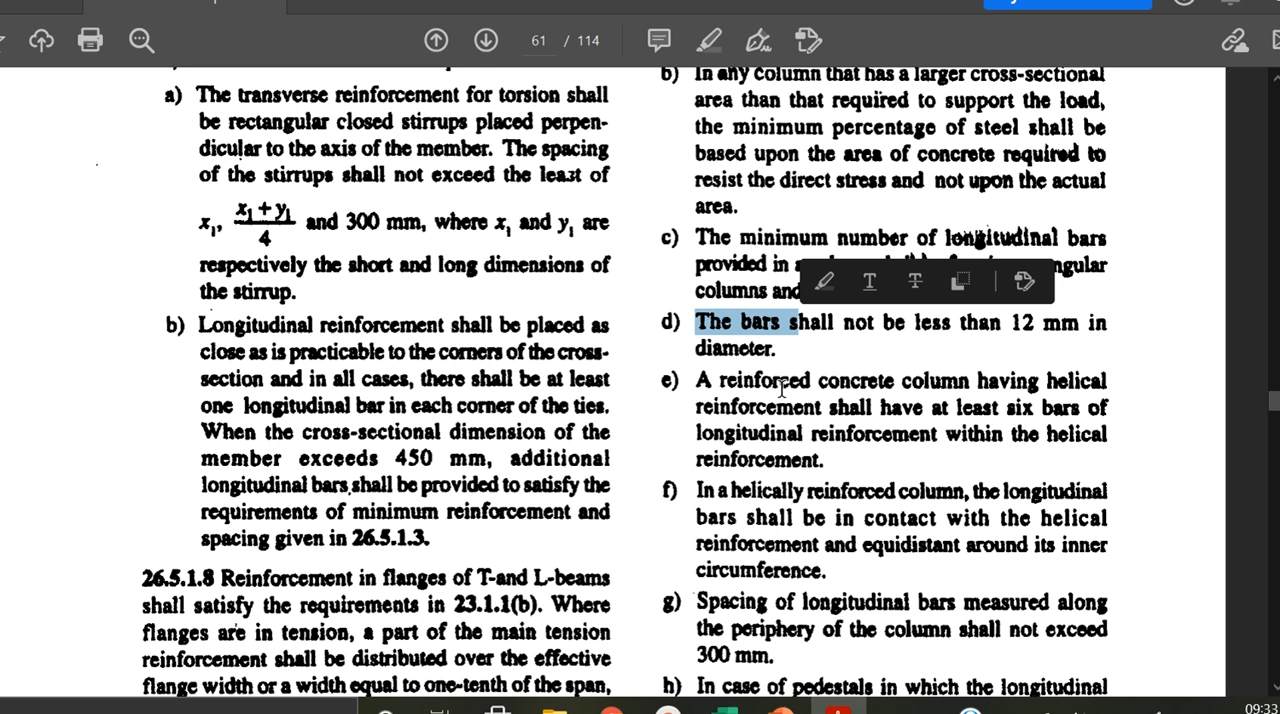 61 / 114
a) The transverse reinforcement for torsion shall
be rectangular closed stirrups placed perpen-
dicular to the axis of the member. The spacing
of the stirrups shall not exceed the least of
x₁, (x₁ + y₁)/4 and 300 mm, where x₁ and y₁ are
respectively the short and long dimensions of
the stirrup.
b) Longitudinal reinforcement shall be placed as
close as is practicable to the corners of the cross-
section and in all cases, there shall be at least
one longitudinal bar in each corner of the ties.
When the cross-sectional dimension of the
member exceeds 450 mm, additional
longitudinal bars shall be provided to satisfy the
requirements of minimum reinforcement and
spacing given in 26.5.1.3.
26.5.1.8 Reinforcement in flanges of T-and L-beams
shall satisfy the requirements in 23.1.1(b). Where
flanges are in tension, a part of the main tension
reinforcement shall be distributed over the effective
flange width or a width equal to one-tenth of the span,
b) In any column that has a larger cross-sectional
area than that required to support the load,
the minimum percentage of steel shall be
based upon the area of concrete required to
resist the direct stress and not upon the actual
area.
c) The minimum number of longitudinal bars
provided in
columns and
d) The bars shall not be less than 12 mm in
diameter.
e) A reinforced concrete column having helical
reinforcement shall have at least six bars of
longitudinal reinforcement within the helical
reinforcement.
f) In a helically reinforced column, the longitudinal
bars shall be in contact with the helical
reinforcement and equidistant around its inner
circumference.
g) Spacing of longitudinal bars measured along
the periphery of the column shall not exceed
300 mm.
h) In case of pedestals in which the longitudinal
09:33